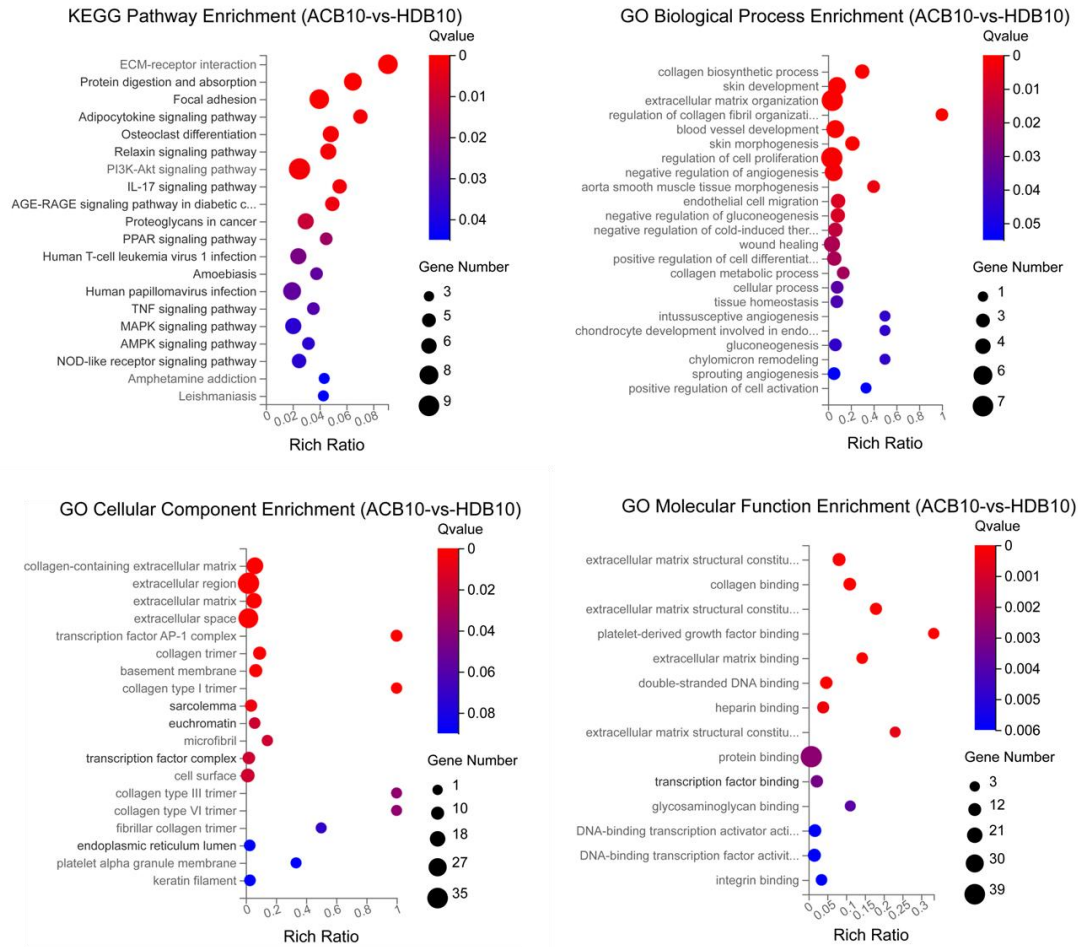 KEGG Pathway Enrichment (ACB10-vs-HDB10)
Qvalue
0
0.01
0.02
0.03
0.04
ECM-receptor interaction
Protein digestion and absorption
Focal adhesion
Adipocytokine signaling pathway
Osteoclast differentiation
Relaxin signaling pathway
PI3K-Akt signaling pathway
IL-17 signaling pathway
AGE-RAGE signaling pathway in diabetic c...
Proteoglycans in cancer
PPAR signaling pathway
Human T-cell leukemia virus 1 infection
Amoebiasis
Human papillomavirus infection
TNF signaling pathway
MAPK signaling pathway
AMPK signaling pathway
NOD-like receptor signaling pathway
Amphetamine addiction
Leishmaniasis
Gene Number
3
5
6
8
9
0 0.02 0.04 0.06 0.08
Rich Ratio
GO Biological Process Enrichment (ACB10-vs-HDB10)
Qvalue
0
0.01
0.02
0.03
0.04
0.05
collagen biosynthetic process
skin development
extracellular matrix organization
regulation of collagen fibril organizati...
blood vessel development
skin morphogenesis
regulation of cell proliferation
negative regulation of angiogenesis
aorta smooth muscle tissue morphogenesis
endothelial cell migration
negative regulation of gluconeogenesis
negative regulation of cold-induced ther...
wound healing
positive regulation of cell differentiat...
collagen metabolic process
cellular process
tissue homeostasis
intussusceptive angiogenesis
chondrocyte development involved in endo...
gluconeogenesis
chylomicron remodeling
sprouting angiogenesis
positive regulation of cell activation
Gene Number
1
3
4
6
7
0 0.2 0.4 0.6 0.8 1
Rich Ratio
GO Cellular Component Enrichment (ACB10-vs-HDB10)
Qvalue
0
0.02
0.04
0.06
0.08
collagen-containing extracellular matrix
extracellular region
extracellular matrix
extracellular space
transcription factor AP-1 complex
collagen trimer
basement membrane
collagen type I trimer
sarcolemma
euchromatin
microfibril
transcription factor complex
cell surface
collagen type III trimer
collagen type VI trimer
fibrillar collagen trimer
endoplasmic reticulum lumen
platelet alpha granule membrane
keratin filament
Gene Number
1
10
18
27
35
0 0.2 0.4 0.6 0.8 1
Rich Ratio
GO Molecular Function Enrichment (ACB10-vs-HDB10)
Qvalue
0
0.001
0.002
0.003
0.004
0.005
0.006
extracellular matrix structural constitu...
collagen binding
extracellular matrix structural constitu...
platelet-derived growth factor binding
extracellular matrix binding
double-stranded DNA binding
heparin binding
extracellular matrix structural constitu...
protein binding
transcription factor binding
glycosaminoglycan binding
DNA-binding transcription activator acti...
DNA-binding transcription factor activit...
integrin binding
Gene Number
3
12
21
30
39
0 0.05 0.1 0.15 0.2 0.25 0.3
Rich Ratio